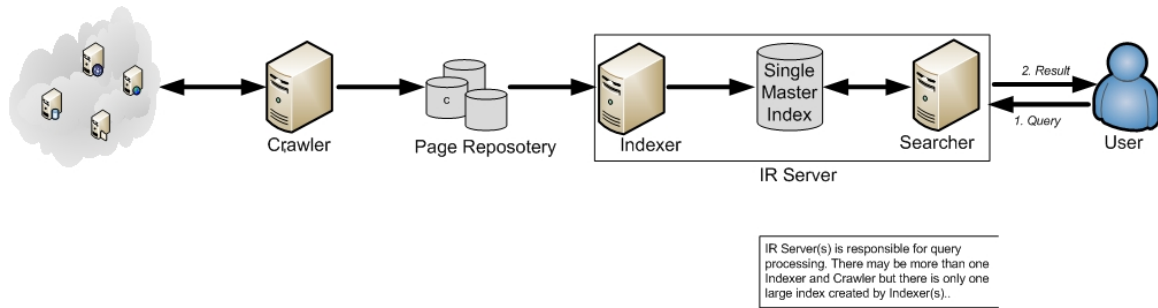 C
Crawler
Page Reposotery
Indexer
Single
Master
Index
Searcher
2. Result
1. Query
User
IR Server
IR Server(s) is responsible for query
processing. There may be more than one
Indexer and Crawler but there is only one
large index created by Indexer(s)..